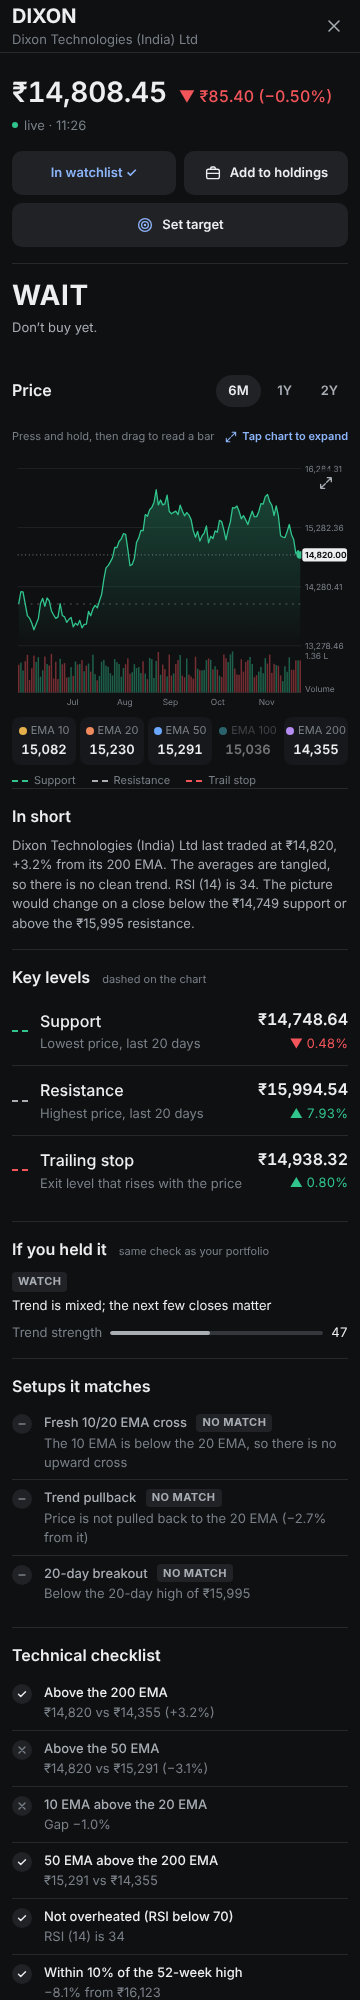 DIXON
Dixon Technologies (India) Ltd
₹14,808.45 ▼ ₹85.40 (−0.50%)
live · 11:26
In watchlist ✓
Add to holdings
Set target
WAIT
Don't buy yet.
Price
6M 1Y 2Y
Press and hold, then drag to read a bar
Tap chart to expand
16,284.31
15,282.36
14,820.00
14,280.41
13,278.46
1.36 L
Volume
Jul Aug Sep Oct Nov
EMA 10 EMA 20 EMA 50 EMA 100 EMA 200
15,082 15,230 15,291 15,036 14,355
Support Resistance Trail stop
In short
Dixon Technologies (India) Ltd last traded at ₹14,820,
+3.2% from its 200 EMA. The averages are tangled,
so there is no clean trend. RSI (14) is 34. The picture
would change on a close below the ₹14,749 support or
above the ₹15,995 resistance.
Key levels dashed on the chart
Support ₹14,748.64
Lowest price, last 20 days ▼ 0.48%
Resistance ₹15,994.54
Highest price, last 20 days ▲ 7.93%
Trailing stop ₹14,938.32
Exit level that rises with the price ▲ 0.80%
If you held it same check as your portfolio
WATCH
Trend is mixed; the next few closes matter
Trend strength 47
Setups it matches
Fresh 10/20 EMA cross NO MATCH
The 10 EMA is below the 20 EMA, so there is no
upward cross
Trend pullback NO MATCH
Price is not pulled back to the 20 EMA (−2.7%
from it)
20-day breakout NO MATCH
Below the 20-day high of ₹15,995
Technical checklist
Above the 200 EMA
₹14,820 vs ₹14,355 (+3.2%)
Above the 50 EMA
₹14,820 vs ₹15,291 (−3.1%)
10 EMA above the 20 EMA
Gap −1.0%
50 EMA above the 200 EMA
₹15,291 vs ₹14,355
Not overheated (RSI below 70)
RSI (14) is 34
Within 10% of the 52-week high
−8.1% from ₹16,123